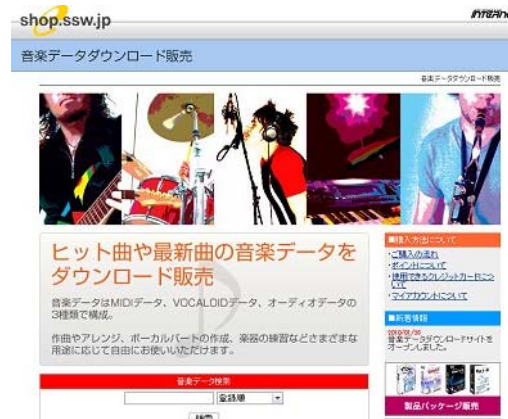 shop.ssw.jp
INTERNE
音楽データダウンロード販売
音楽データダウンロード販売
ヒット曲や最新曲の音楽データを
ダウンロード販売
音楽データはMIDIデータ、VOCALOIDデータ、オーディオデータの
3種類で構成。
作曲やアレンジ、ボーカルパートの作成、楽器の練習などさまざまな
用途に応じて自由にお使いいただけます。
音楽データ検索
登録順
検索
■購入方法について
・ご購入の流れ
・ポイントについて
・使用できるクレジットカードにつ
いて
・マイアカウントについて
■新着情報
音楽データダウンロードサイトを
オープンしました。
製品パッケージ販売